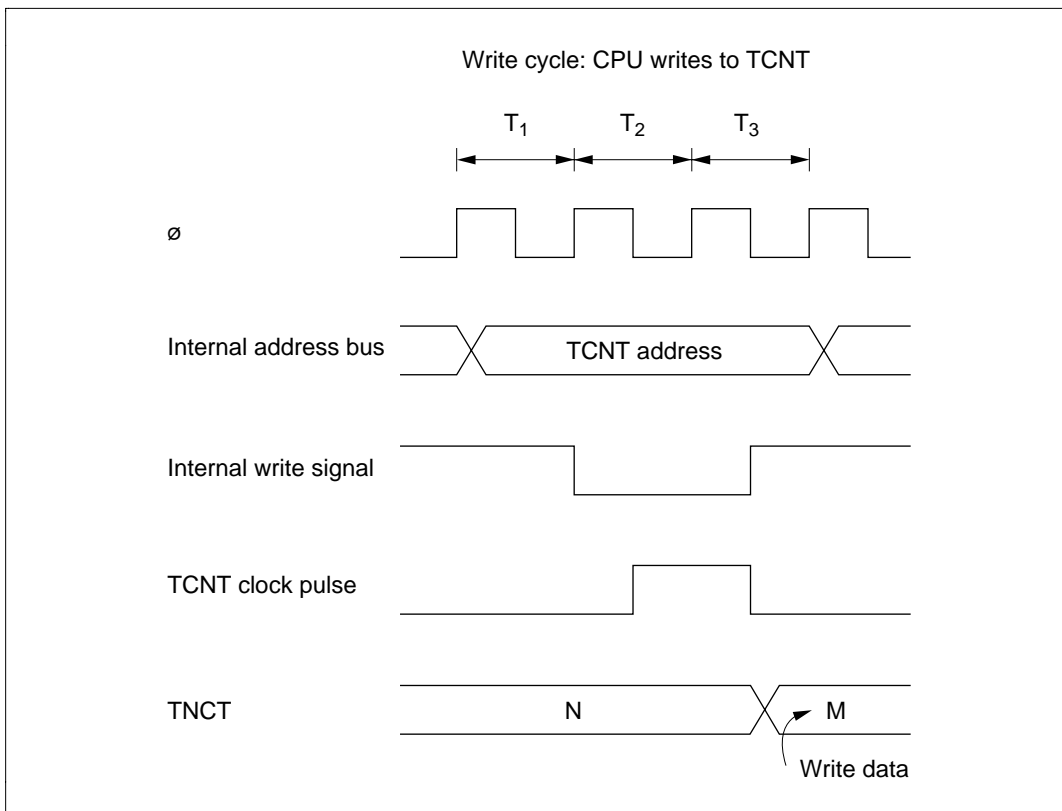 Write cycle: CPU writes to TCNT
T1 T2 T3
ø
Internal address bus
TCNT address
Internal write signal
TCNT clock pulse
TNCT
N
M
Write data